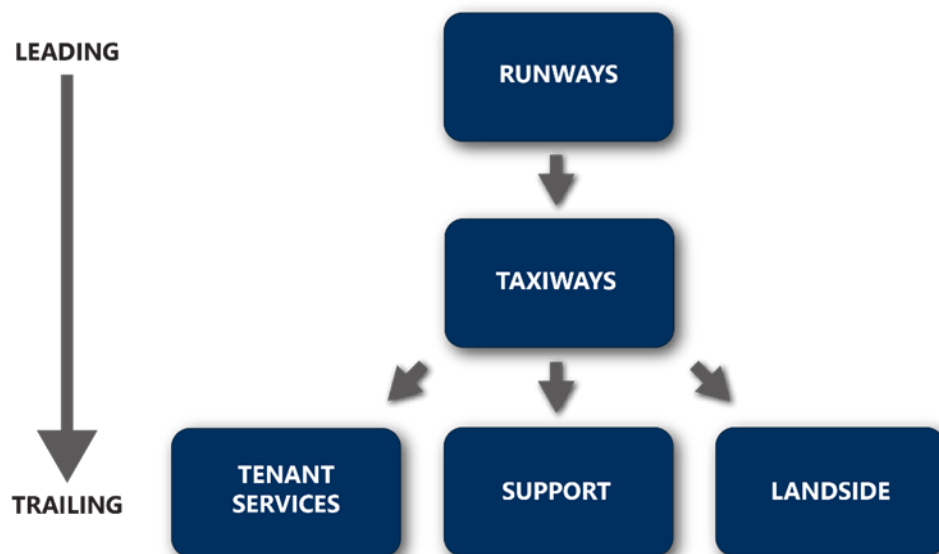 LEADING
RUNWAYS
TAXIWAYS
TENANT
SERVICES
SUPPORT
LANDSIDE
TRAILING